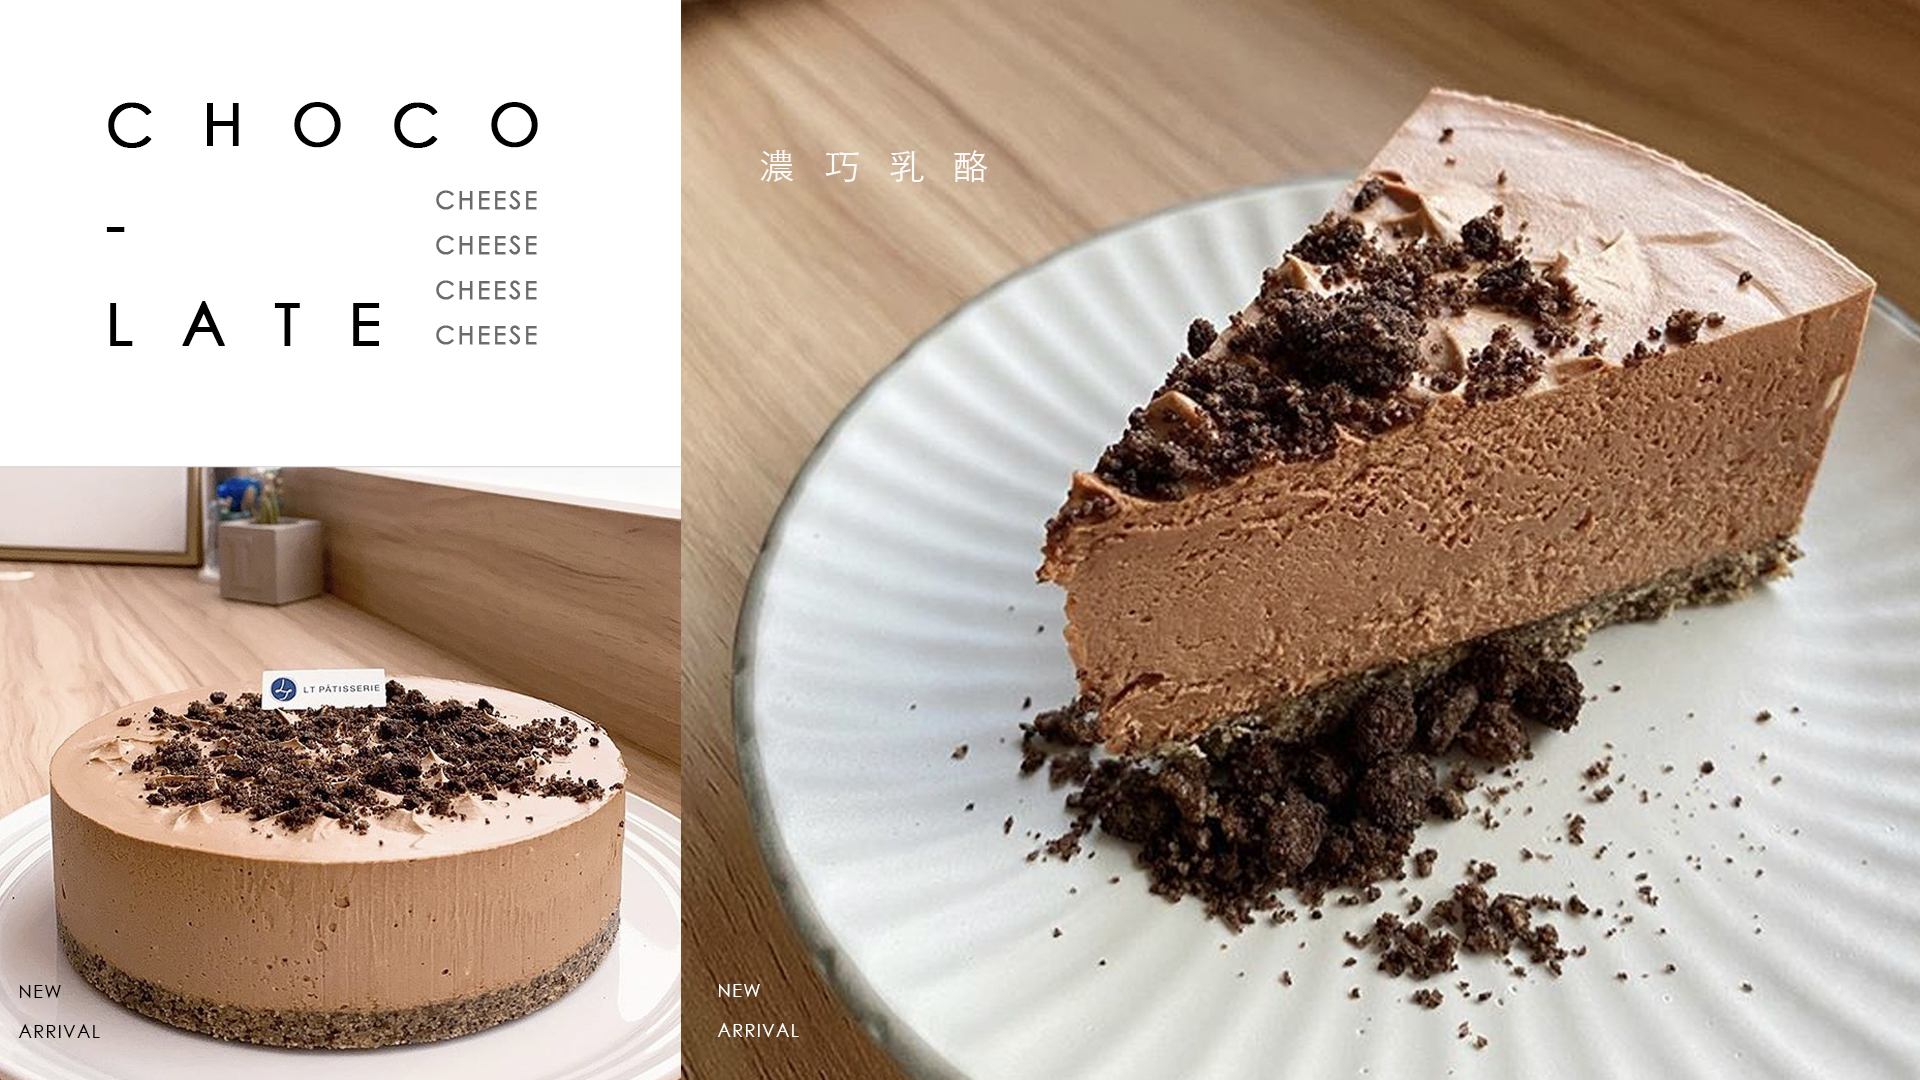 C H O C O
-
L A T E
CHEESE
CHEESE
CHEESE
CHEESE
濃巧乳酪
LT PÂTISSERIE
NEW
ARRIVAL
NEW
ARRIVAL